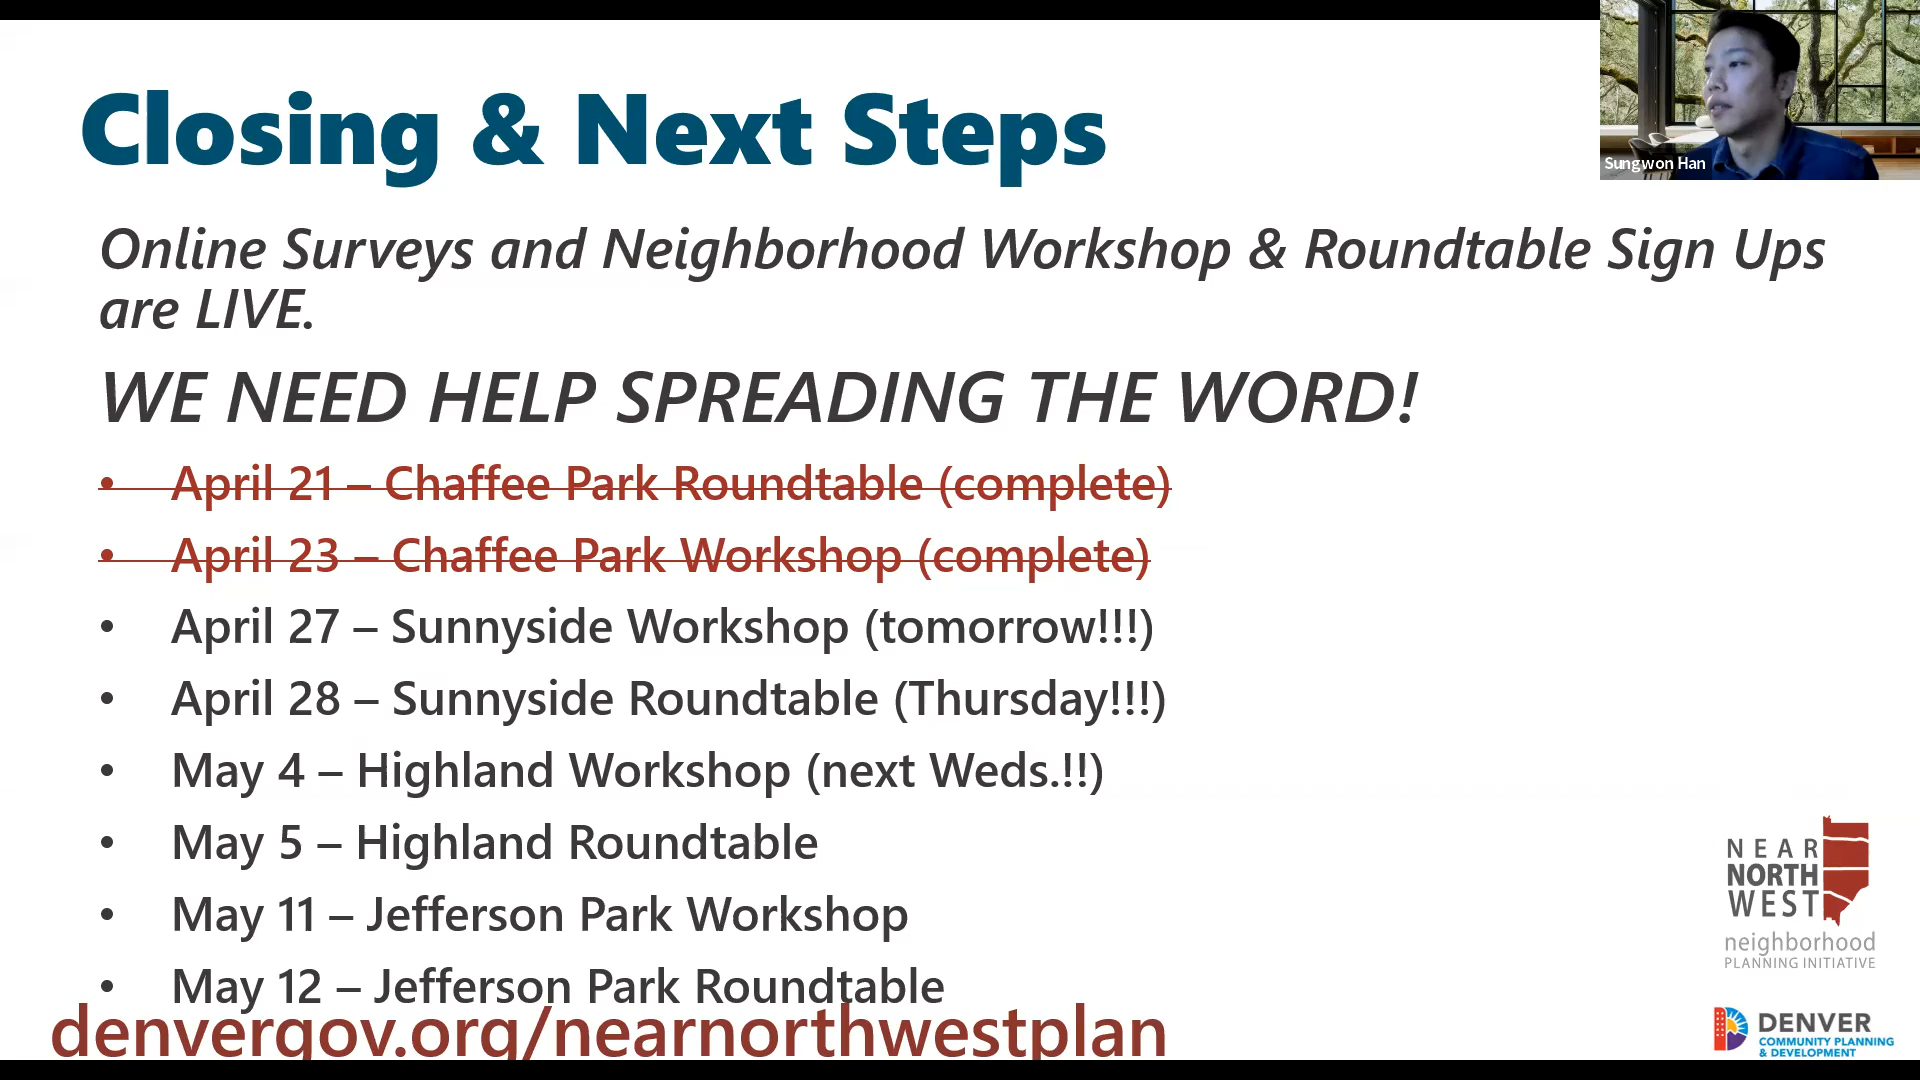 Closing & Next Steps
Sungwon Han
Online Surveys and Neighborhood Workshop & Roundtable Sign Ups
are LIVE.
WE NEED HELP SPREADING THE WORD!
• April 21 – Chaffee Park Roundtable (complete)
• April 23 – Chaffee Park Workshop (complete)
• April 27 – Sunnyside Workshop (tomorrow!!!)
• April 28 – Sunnyside Roundtable (Thursday!!!)
• May 4 – Highland Workshop (next Weds.!!)
• May 5 – Highland Roundtable
• May 11 – Jefferson Park Workshop
• May 12 – Jefferson Park Roundtable
denvergov.org/nearnorthwestplan
NEAR
NORTH
WEST
neighborhood
PLANNING INITIATIVE
DENVER
COMMUNITY PLANNING
& DEVELOPMENT